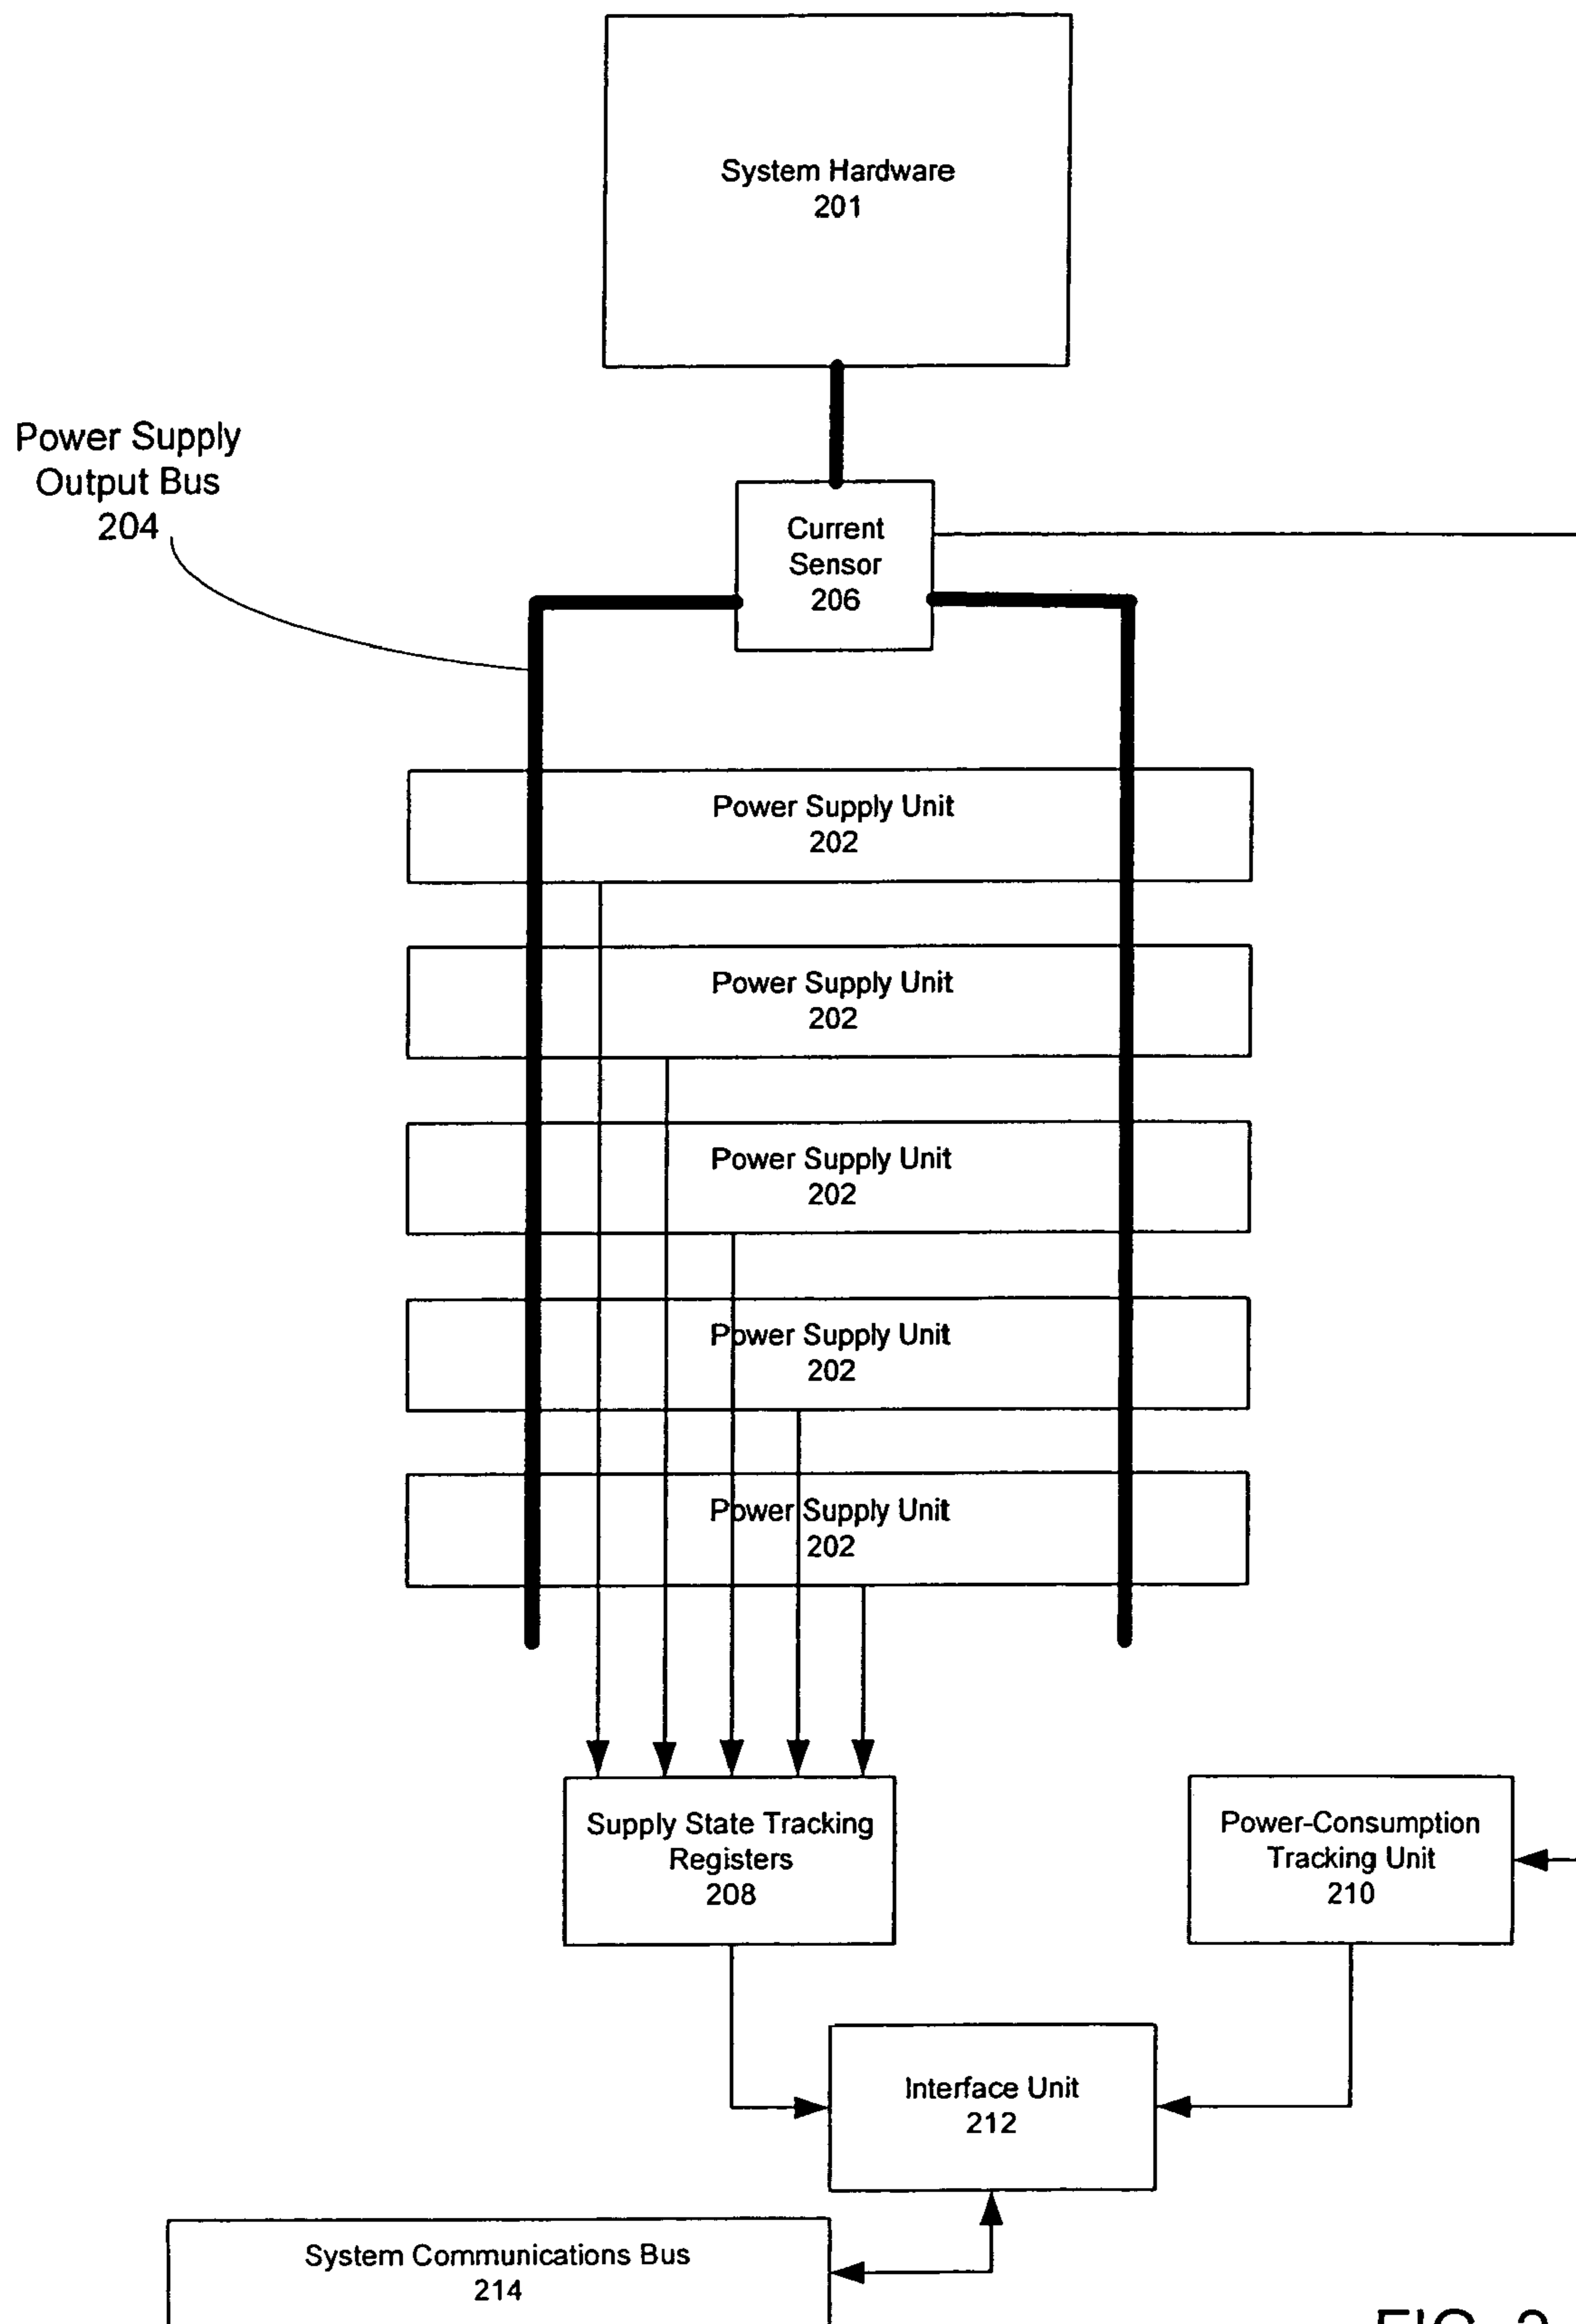 System Hardware
201
Power Supply
Output Bus
204
Current
Sensor
206
Power Supply Unit
202
Power Supply Unit
202
Power Supply Unit
202
Power Supply Unit
202
Power Supply Unit
202
Supply State Tracking
Registers
208
Power-Consumption
Tracking Unit
210
Interface Unit
212
System Communications Bus
214